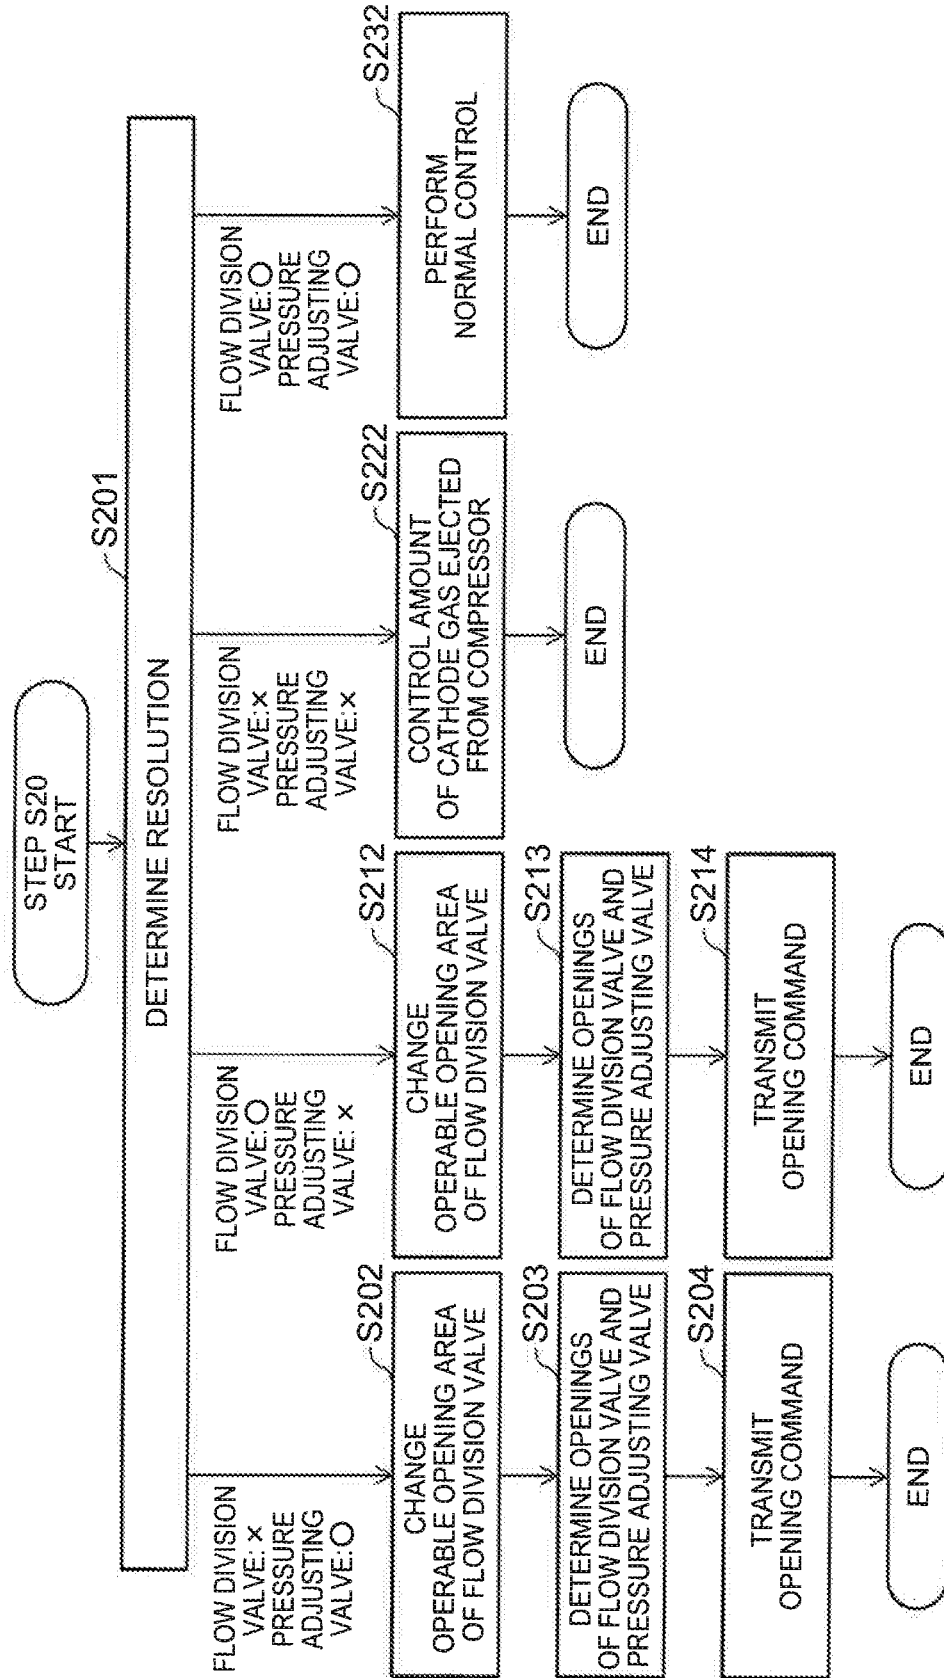 STEP S20
START
S201
DETERMINE RESOLUTION
FLOW DIVISION
VALVE: ×
PRESSURE
ADJUSTING
VALVE:○
S202
CHANGE
OPERABLE OPENING AREA
OF FLOW DIVISION VALVE
S203
DETERMINE OPENINGS
OF FLOW DIVISION VALVE AND
PRESSURE ADJUSTING VALVE
S204
TRANSMIT
OPENING COMMAND
END
FLOW DIVISION
VALVE:○
PRESSURE
ADJUSTING
VALVE: ×
S212
CHANGE
OPERABLE OPENING AREA
OF FLOW DIVISION VALVE
S213
DETERMINE OPENINGS
OF FLOW DIVISION VALVE AND
PRESSURE ADJUSTING VALVE
S214
TRANSMIT
OPENING COMMAND
END
FLOW DIVISION
VALVE:×
PRESSURE
ADJUSTING
VALVE:×
S222
CONTROL AMOUNT
OF CATHODE GAS EJECTED
FROM COMPRESSOR
END
FLOW DIVISION
VALVE:○
PRESSURE
ADJUSTING
VALVE:○
S232
PERFORM
NORMAL CONTROL
END